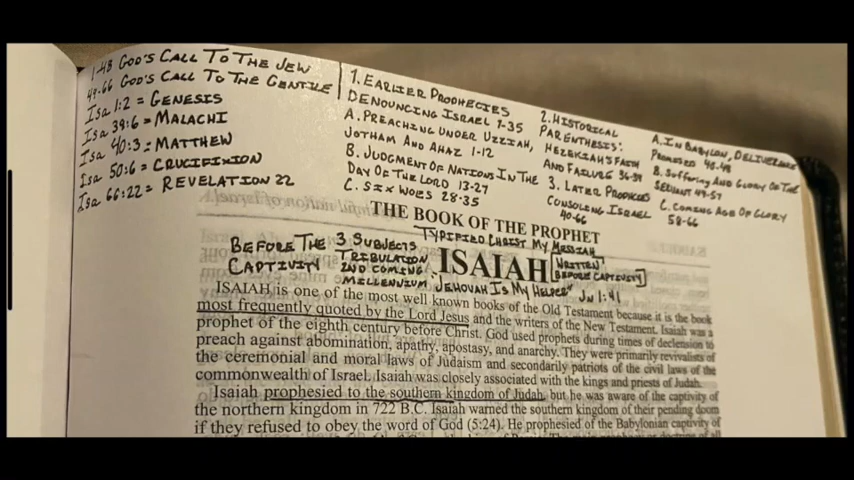 1-48 GOD'S CALL TO THE JEW
49-66 GOD'S CALL TO THE GENTILE
Isa 1:2 = GENESIS
Isa 39:6 = MALACHI
Isa 40:3 = MATTHEW
Isa 50:6 = CRUCIFIXION
Isa 66:22 = REVELATION 22
1. EARLIER PROPHECIES
DENOUNCING ISRAEL 1-35
A. PREACHING UNDER UZZIAH,
JOTHAM AND AHAZ 1-12
B. JUDGMENT OF NATIONS IN THE
DAY OF THE LORD 13-27
C. SIX WOES 28-35
2. HISTORICAL
PARENTHESIS:
HEZEKIAH'S FAITH
AND FAILURE 36-39
3. LATER PROPHECIES
CONSOLING ISRAEL
40-66
A. IN BABYLON, DELIVERANCE
PROMISED 40-48
B. SUFFERING AND GLORY OF THE
SERVANT 49-57
C. COMING AGE OF GLORY
58-66
THE BOOK OF THE PROPHET
TYPIFIED CHRIST MY MESSIAH
ISAIAH
BEFORE THE
CAPTIVITY
3 SUBJECTS
TRIBULATION
2ND COMING
MILLENNIUM
WRITTEN
BEFORE CAPTIVITY
"JEHOVAH IS MY HELPER"
Jn 1:41
ISAIAH is one of the most well known books of the Old Testament because it is the book
most frequently quoted by the Lord Jesus and the writers of the New Testament. Isaiah was a
prophet of the eighth century before Christ. God used prophets during times of declension to
preach against abomination, apathy, apostasy, and anarchy. They were primarily revivalists of
the ceremonial and moral laws of Judaism and secondarily patriots of the civil laws of the
commonwealth of Israel. Isaiah was closely associated with the kings and priests of Judah.
Isaiah prophesied to the southern kingdom of Judah, but he was aware of the captivity of
the northern kingdom in 722 B.C. Isaiah warned the southern kingdom of their pending doom
if they refused to obey the word of God (5:24). He prophesied of the Babylonian captivity of